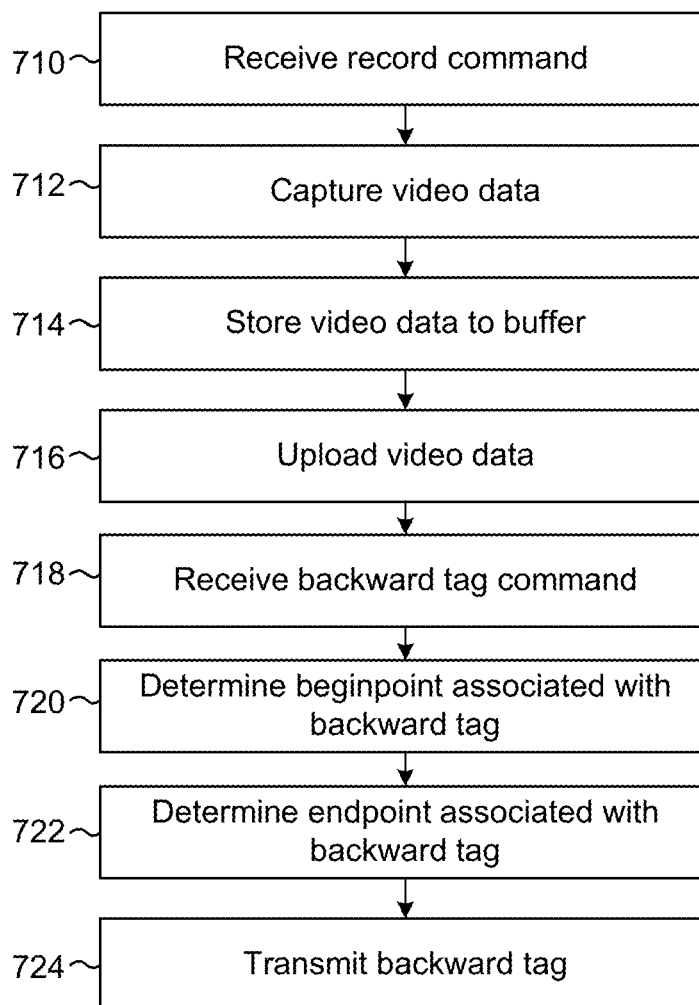 710 Receive record command
712 Capture video data
714 Store video data to buffer
716 Upload video data
718 Receive backward tag command
720 Determine beginpoint associated with
backward tag
722 Determine endpoint associated with
backward tag
724 Transmit backward tag